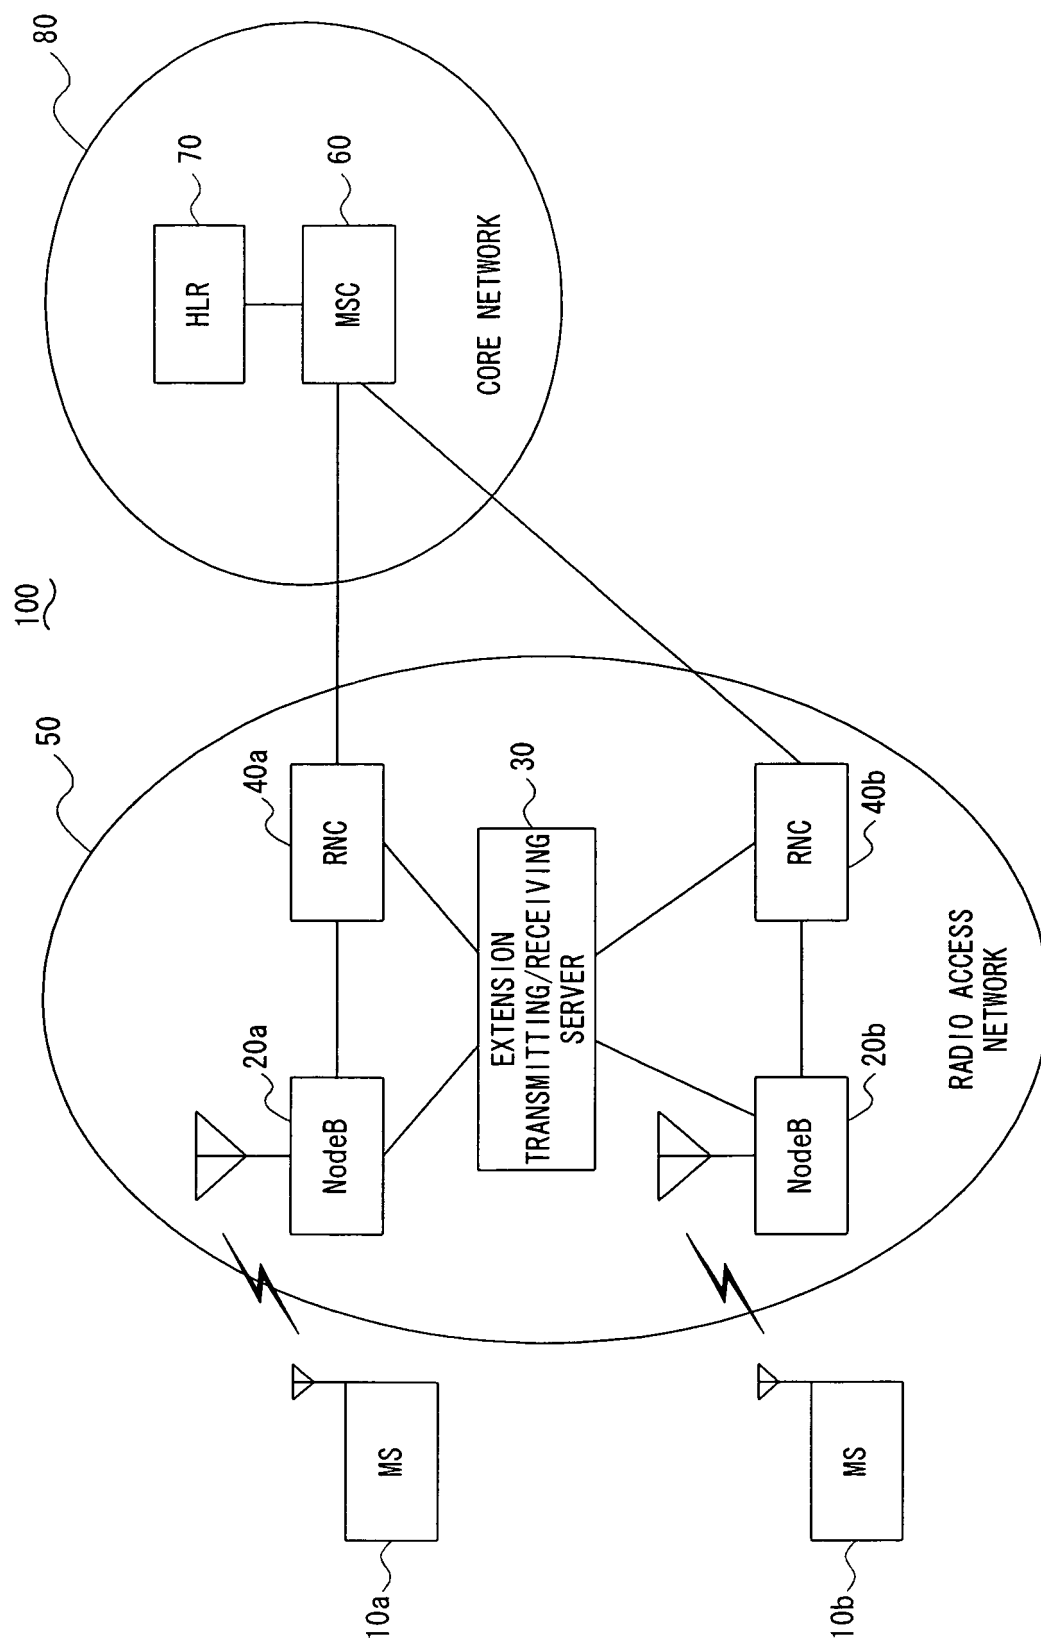 100
50
80
HLR
70
MSC
60
CORE NETWORK
40a
RNC
20a
NodeB
30
EXTENSION
TRANSMITTING/RECEIVING
SERVER
RNC
40b
NodeB
20b
RADIO ACCESS
NETWORK
MS
10a
MS
10b